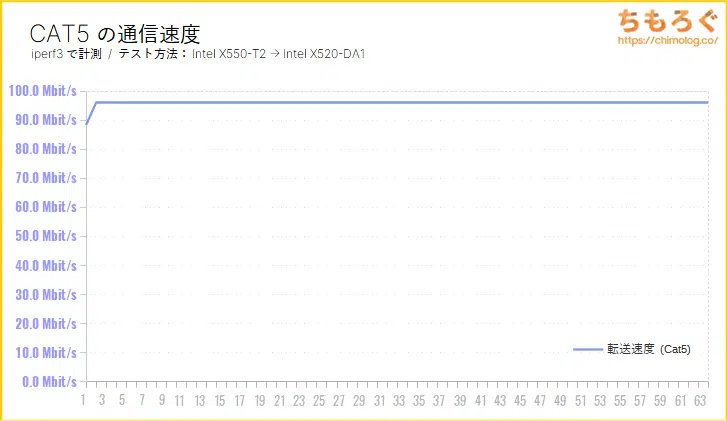 CAT5 の通信速度
ちもろぐ
iperf3 で計測 / テスト方法： Intel X550-T2 → Intel X520-DA1
https://chimolog.co/
100.0 Mbit/s
90.0 Mbit/s
80.0 Mbit/s
70.0 Mbit/s
60.0 Mbit/s
50.0 Mbit/s
40.0 Mbit/s
30.0 Mbit/s
20.0 Mbit/s
10.0 Mbit/s
0.0 Mbit/s
転送速度 (Cat5)
1 3 5 7 9 11 13 15 17 19 21 23 25 27 29 31 33 35 37 39 41 43 45 47 49 51 53 55 57 59 61 63